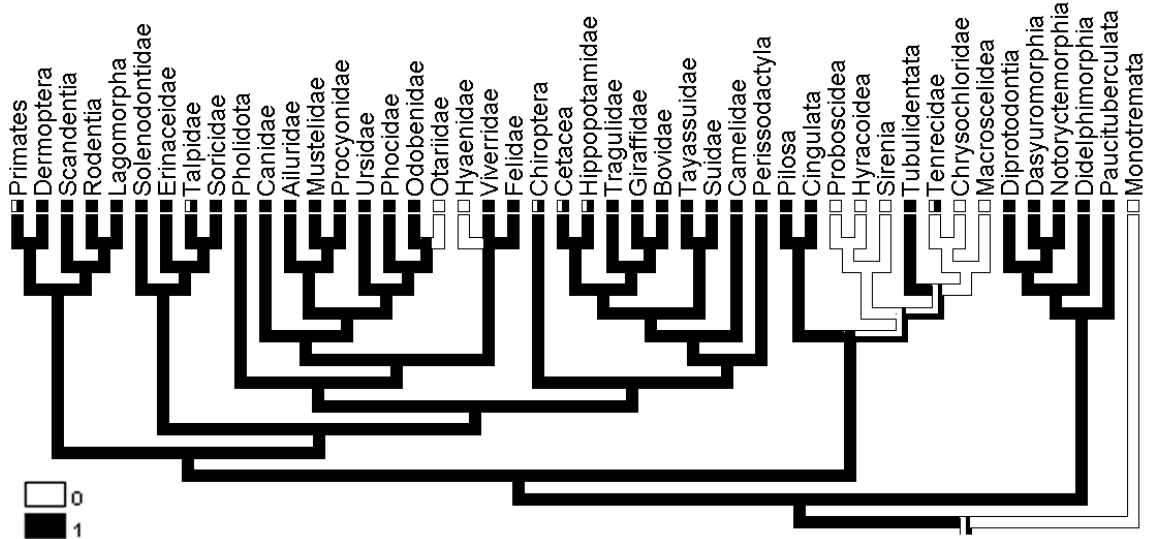 Primates
Dermoptera
Scandentia
Rodentia
Lagomorpha
Solenodontidae
Erinaceidae
Talpidae
Soricidae
Pholidota
Canidae
Ailuridae
Mustelidae
Procyonidae
Ursidae
Phocidae
Odobenidae
Otariidae
Hyaenidae
Viverridae
Felidae
Chiroptera
Cetacea
Hippopotamidae
Tragulidae
Giraffidae
Bovidae
Tayassuidae
Suidae
Camelidae
Perissodactyla
Pilosa
Cingulata
Proboscidea
Hyracoidea
Sirenia
Tubulidentata
Tenrecidae
Chrysochloridae
Macroscelidea
Diprotodontia
Dasyuromorphia
Notoryctemorphia
Didelphimorphia
Paucituberculata
Monotremata
0
1